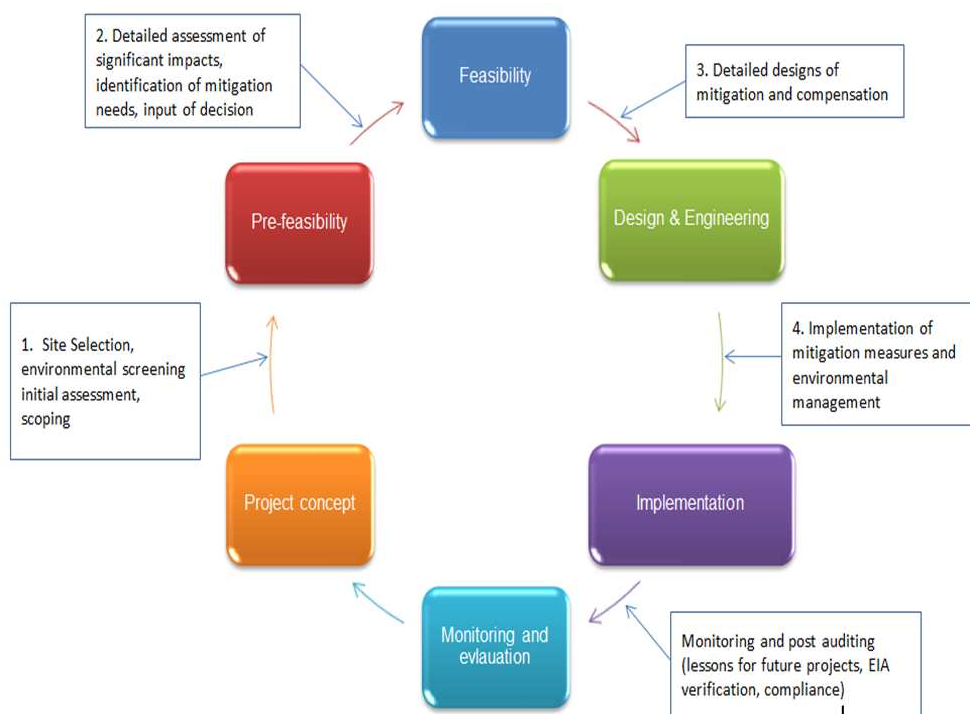 2. Detailed assessment of
significant impacts,
identification of mitigation
needs, input of decision
Feasibility
3. Detailed designs of
mitigation and compensation
Pre-feasibility
Design & Engineering
1. Site Selection,
environmental screening
initial assessment,
scoping
4. Implementation of
mitigation measures and
environmental
management
Project concept
Implementation
Monitoring and
evlauation
Monitoring and post auditing
(lessons for future projects, EIA
verification, compliance)